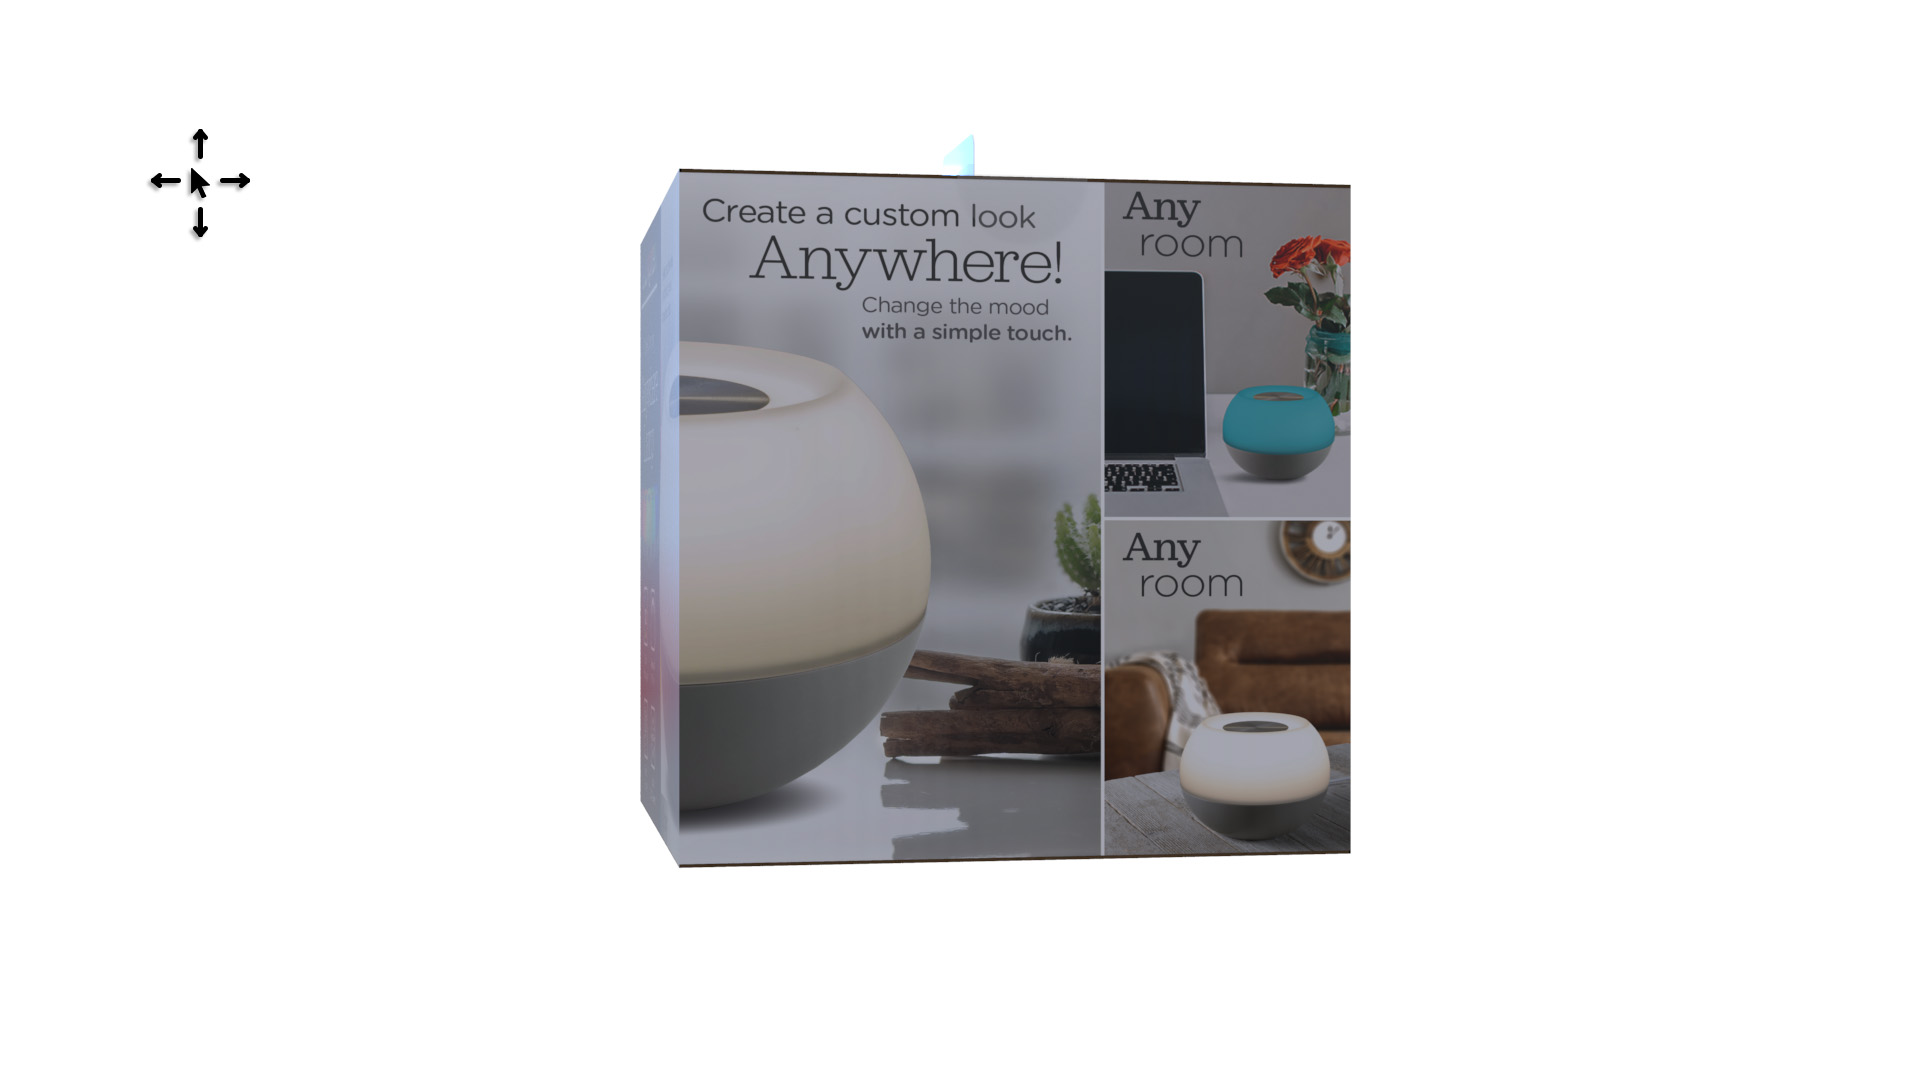 Create a custom look
Anywhere!
Change the mood
with a simple touch.
Any
room
Any
room